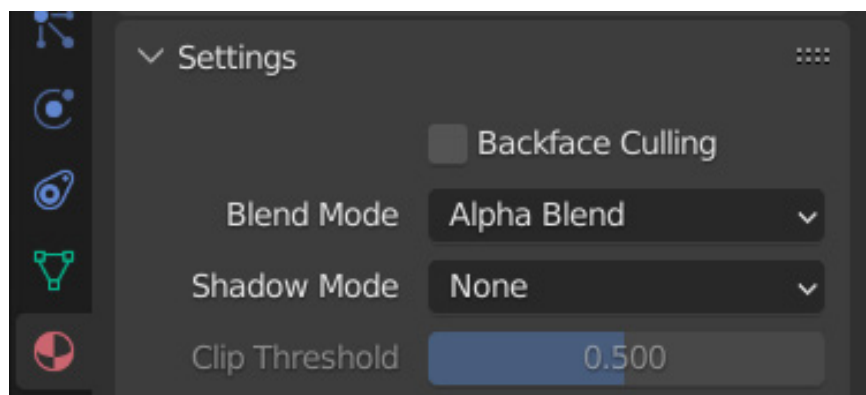 Settings
Backface Culling
Blend Mode Alpha Blend
Shadow Mode None
Clip Threshold 0.500